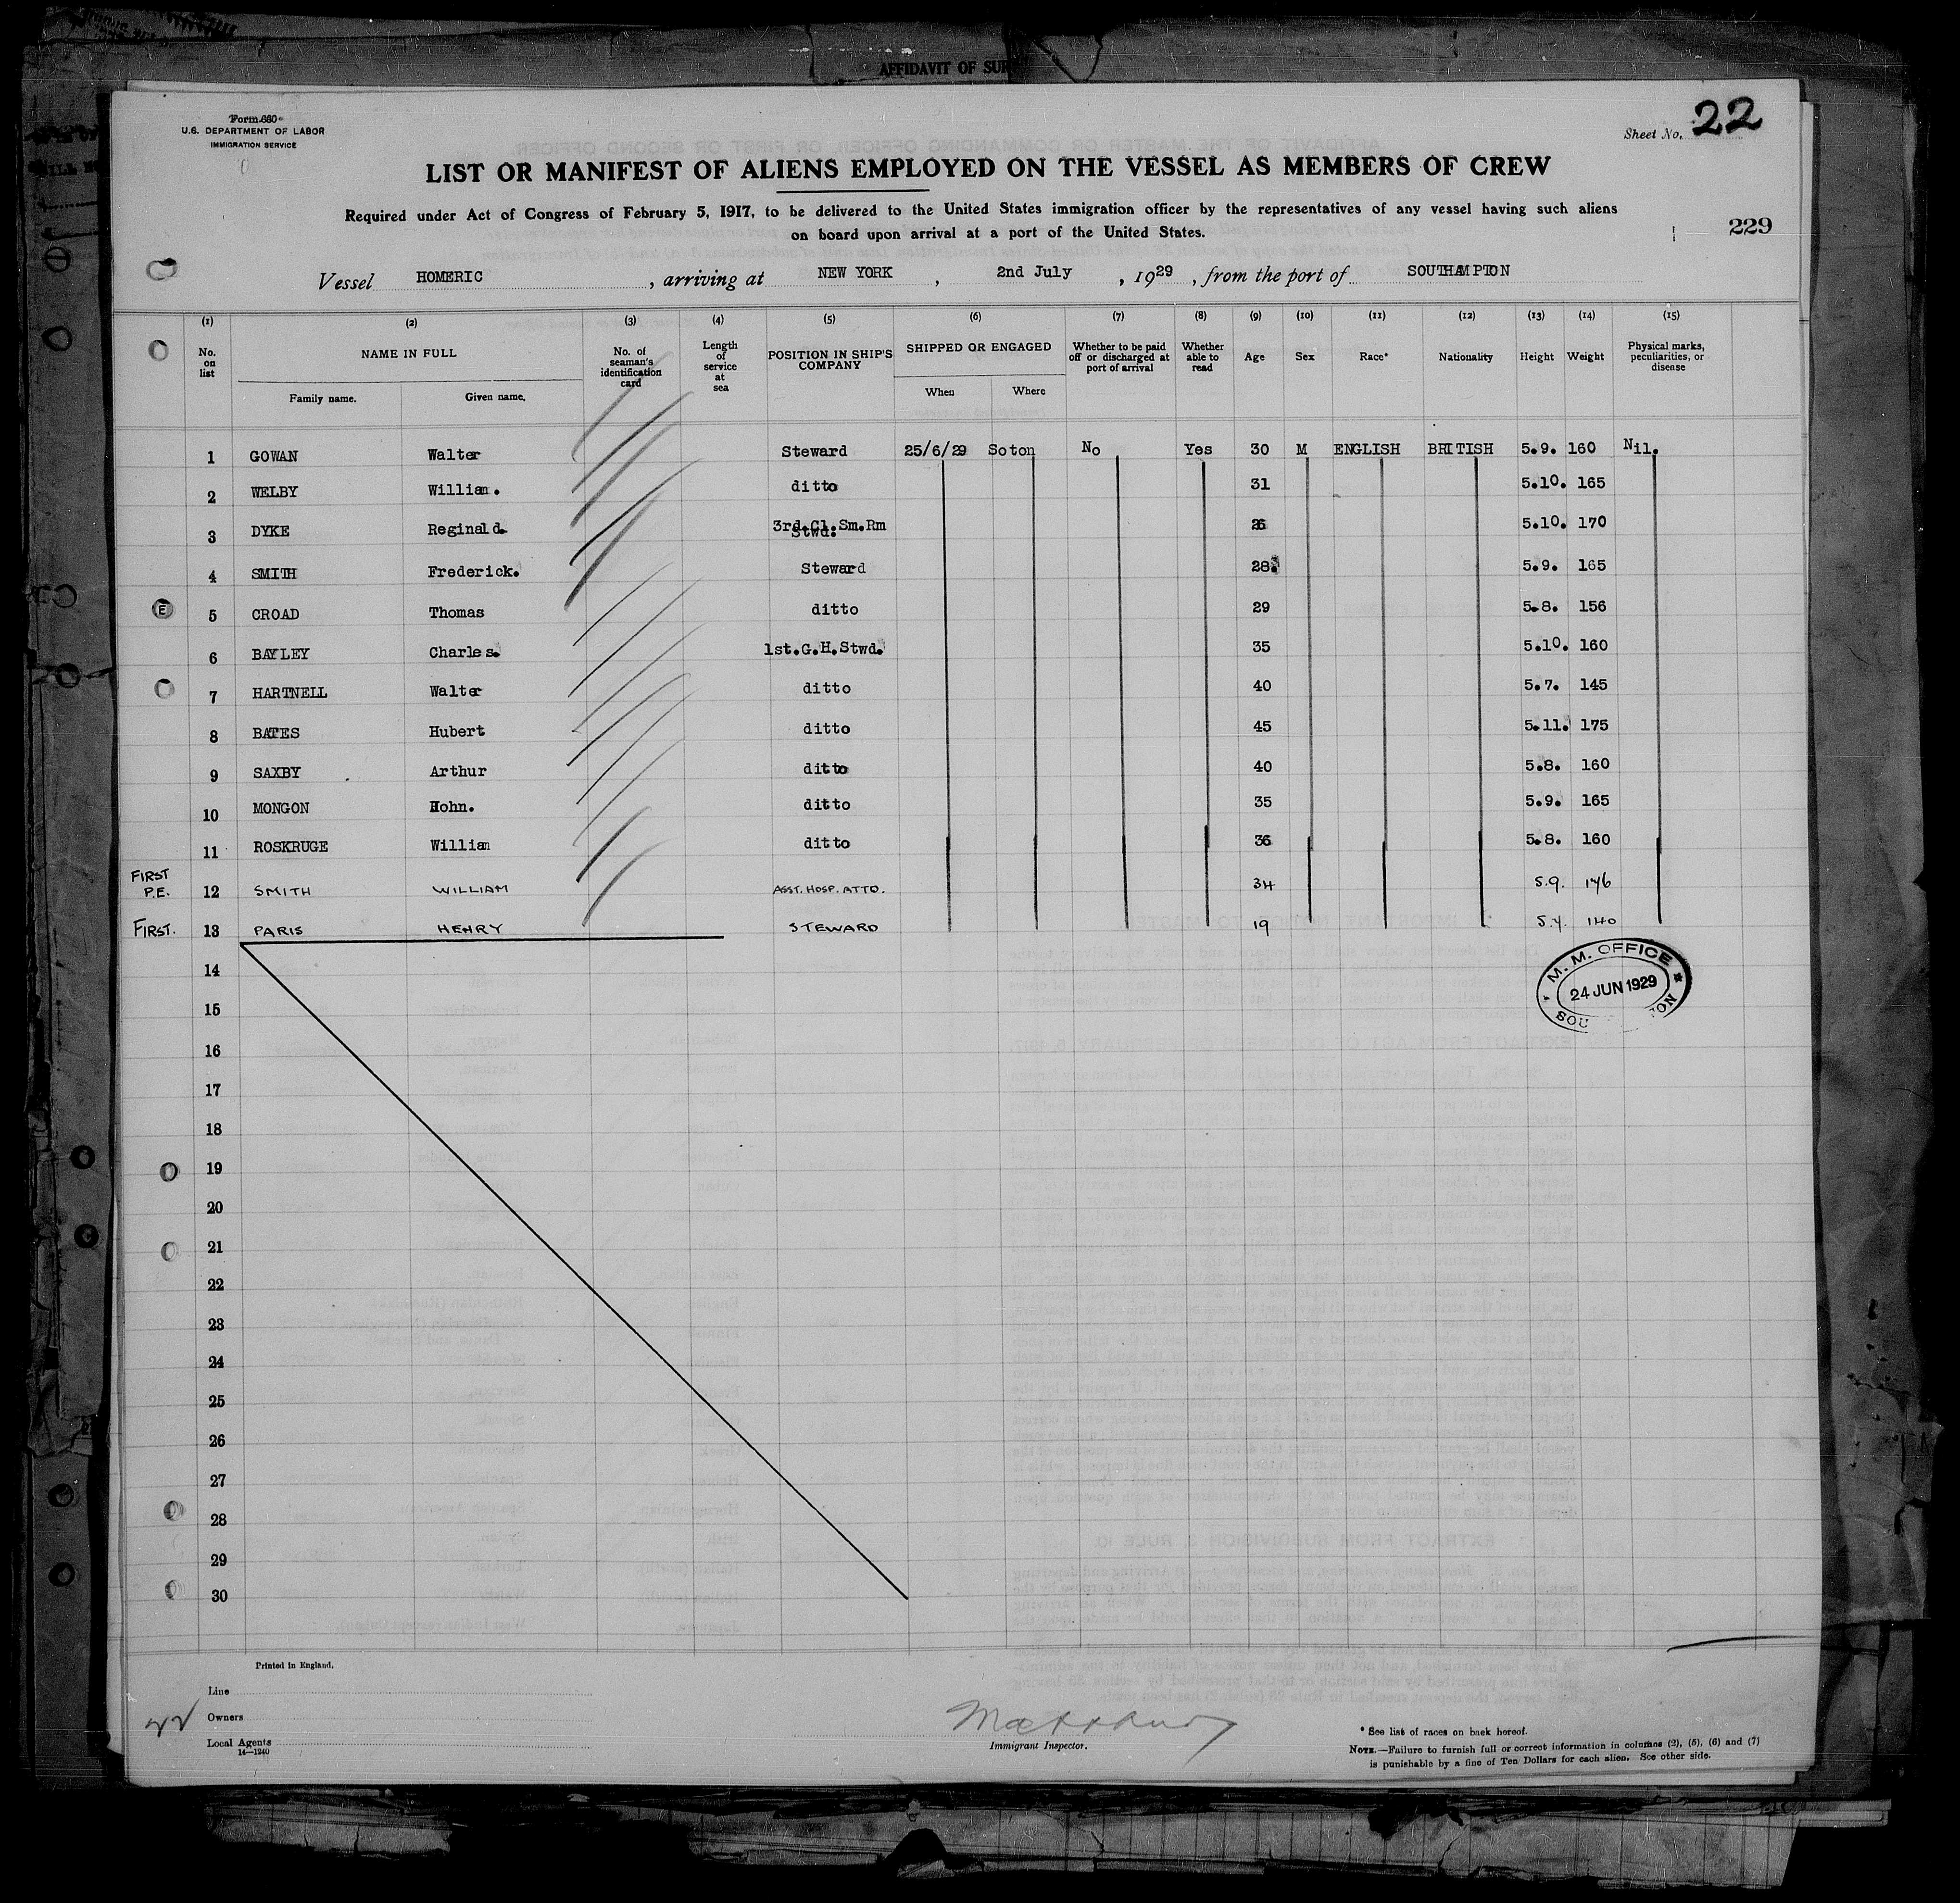 AFFIDAVIT OF SUR
Form 680
U.S. DEPARTMENT OF LABOR
IMMIGRATION SERVICE
Sheet No. 22
LIST OR MANIFEST OF ALIENS EMPLOYED ON THE VESSEL AS MEMBERS OF CREW
Required under Act of Congress of February 5, 1917, to be delivered to the United States immigration officer by the representatives of any vessel having such aliens
on board upon arrival at a port of the United States.
229
Vessel HOMERIC, arriving at NEW YORK, 2nd July, 1929, from the port of SOUTHAMPTON
(1) (2) (3) (4) (5) (6) (7) (8) (9) (10) (11) (12) (13) (14) (15)
No. on list NAME IN FULL No. of seaman's identification card Length of service at sea POSITION IN SHIP'S COMPANY SHIPPED OR ENGAGED Whether to be paid off or discharged at port of arrival Whether able to read Age Sex Race* Nationality Height Weight Physical marks, peculiarities, or disease
Family name. Given name. When Where
1 GOWAN Walter Steward 25/6/29 Soton No Yes 30 M ENGLISH BRITISH 5.9. 160 Nil.
2 WELBY William. ditto 31 5.10. 165
3 DYKE Reginald. 3rd.Cl.Sm.Rm Stwd. 26 5.10. 170
4 SMITH Frederick. Steward 28 5.9. 165
5 CROAD Thomas ditto 29 5.8. 156
6 BAYLEY Charles. 1st.G.H.Stwd. 35 5.10. 160
7 HARTNELL Walter ditto 40 5.7. 145
8 BATES Hubert ditto 45 5.11. 175
9 SAXBY Arthur ditto 40 5.8. 160
10 MONGON Hohn. ditto 35 5.9. 165
11 ROSKRUGE William ditto 36 5.8. 160
FIRST P.E. 12 SMITH WILLIAM ASST. HOSP. ATTD. 34 5.9. 146
FIRST. 13 PARIS HENRY STEWARD 19 5.4. 140
14
M. M. OFFICE
24 JUN 1929
15
16
17
18
19
20
21
22
23
24
25
26
27
28
29
30
Printed in England.
Line
Owners
Local Agents
14—1240
22
Immigrant Inspector.
* See list of races on back hereof.
NOTE.—Failure to furnish full or correct information in columns (2), (5), (6) and (7)
is punishable by a fine of Ten Dollars for each alien. See other side.
E